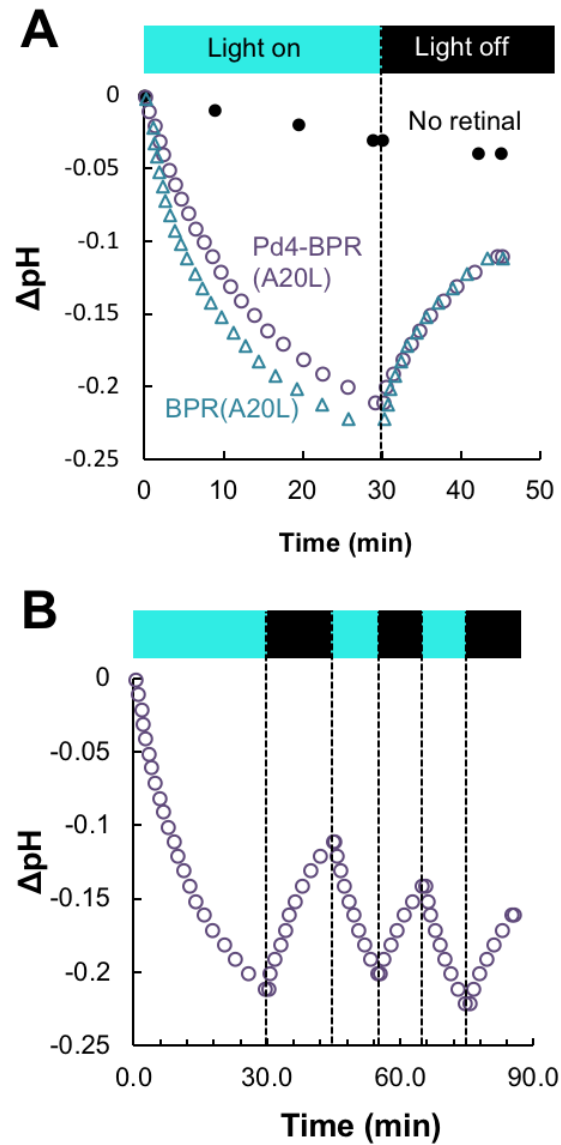 A
Light on Light off
0
-0.05
-0.1
-0.15
-0.2
-0.25
ΔpH
No retinal
Pd4-BPR
(A20L)
BPR(A20L)
0 10 20 30 40 50
Time (min)
B
0
-0.05
-0.1
-0.15
-0.2
-0.25
ΔpH
0.0 30.0 60.0 90.0
Time (min)